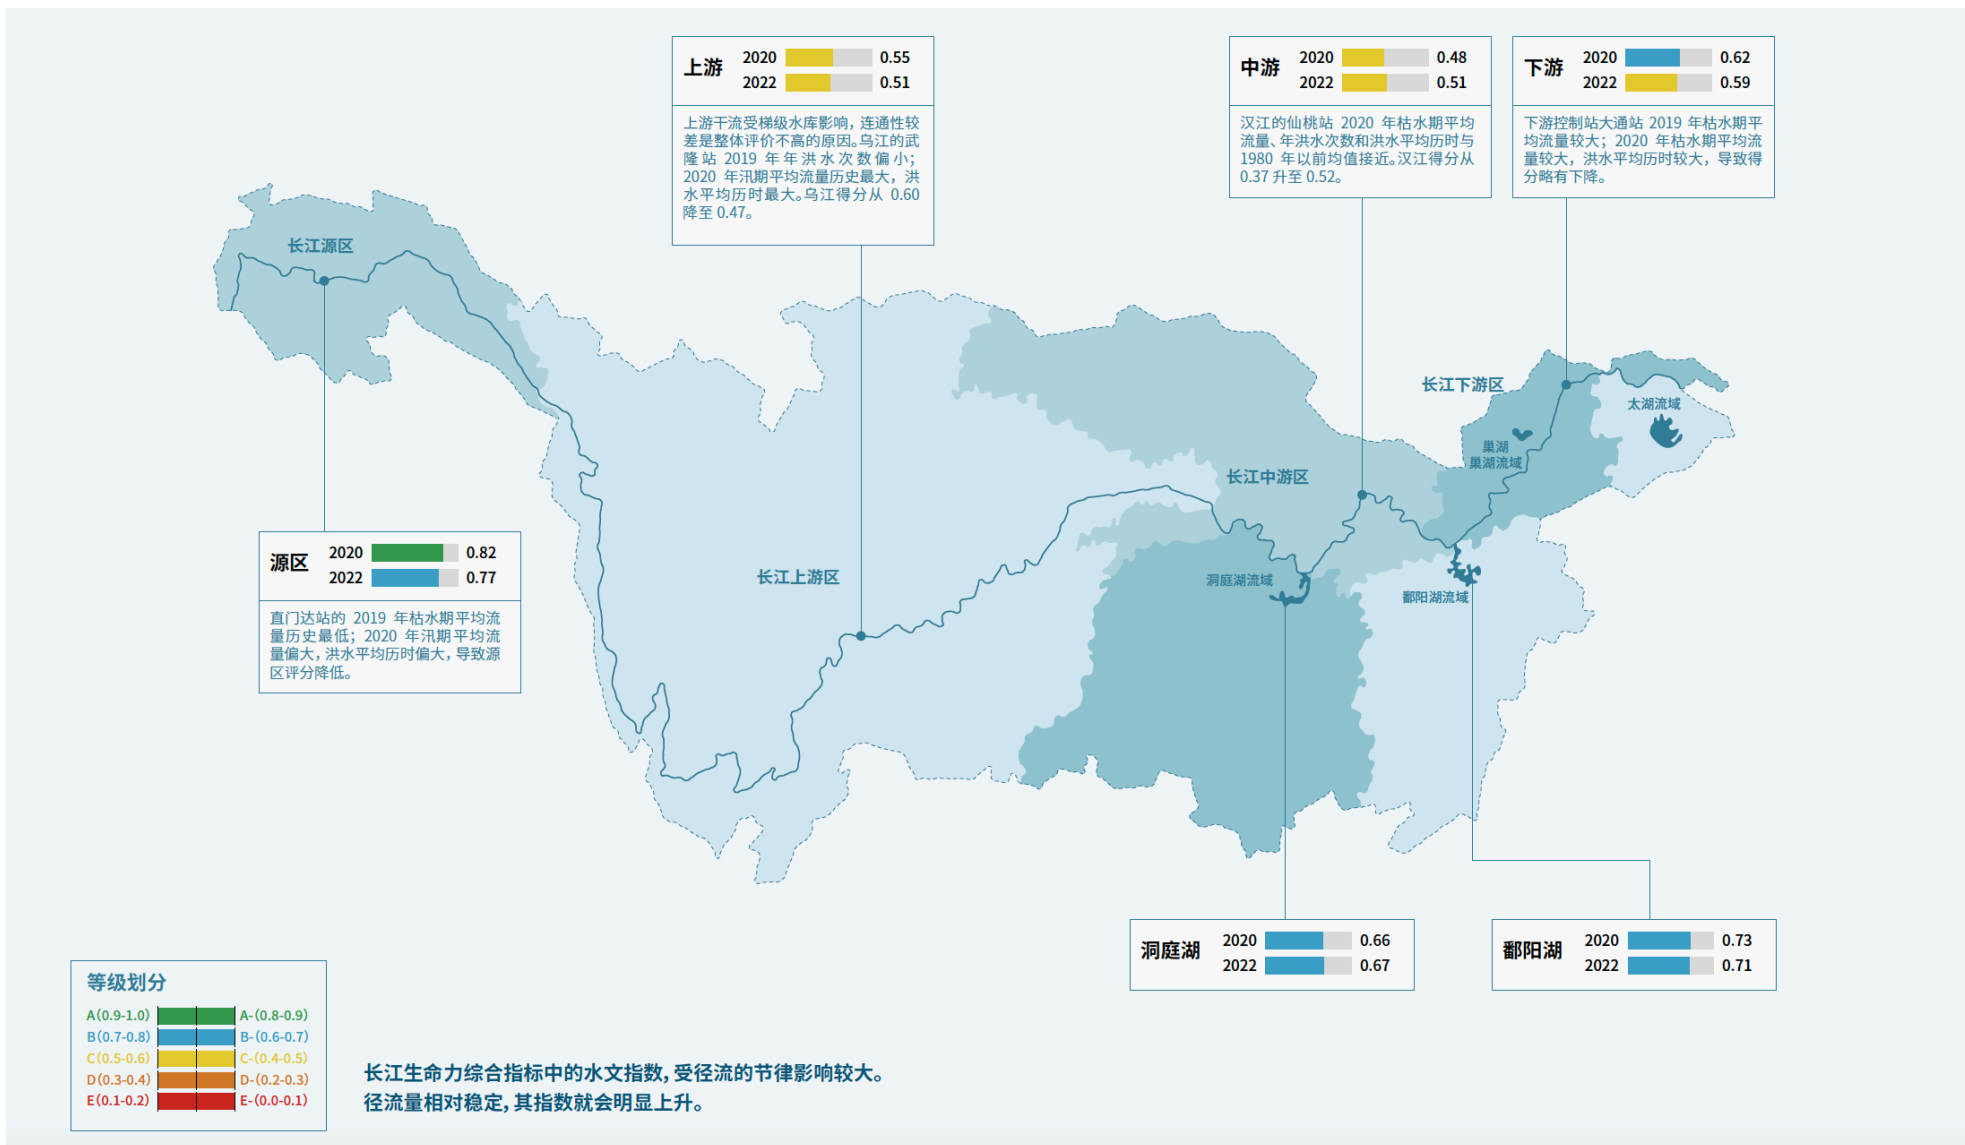 上游
2020 0.55
2022 0.51
上游干流受梯级水库影响，连通性较
差是整体评价不高的原因。乌江的武
隆站 2019 年年洪水次数偏小；
2020 年汛期平均流量历史最大，洪
水平均历时最大。乌江得分从 0.60
降至 0.47。
中游
2020 0.48
2022 0.51
汉江的仙桃站 2020 年枯水期平均
流量、年洪水次数和洪水平均历时与
1980 年以前均值接近。汉江得分从
0.37 升至 0.52。
下游
2020 0.62
2022 0.59
下游控制站大通站 2019 年枯水期平
均流量较大；2020 年枯水期平均流
量较大，洪水平均历时较大，导致得
分略有下降。
长江源区
长江下游区
太湖流域
巢湖
巢湖流域
长江中游区
长江上游区
洞庭湖流域
鄱阳湖流域
源区
2020 0.82
2022 0.77
直门达站的 2019 年枯水期平均流
量历史最低；2020 年汛期平均流
量偏大，洪水平均历时偏大，导致源
区评分降低。
洞庭湖
2020 0.66
2022 0.67
鄱阳湖
2020 0.73
2022 0.71
等级划分
A(0.9-1.0) A-(0.8-0.9)
B(0.7-0.8) B-(0.6-0.7)
C(0.5-0.6) C-(0.4-0.5)
D(0.3-0.4) D-(0.2-0.3)
E(0.1-0.2) E-(0.0-0.1)
长江生命力综合指标中的水文指数，受径流的节律影响较大。
径流量相对稳定，其指数就会明显上升。